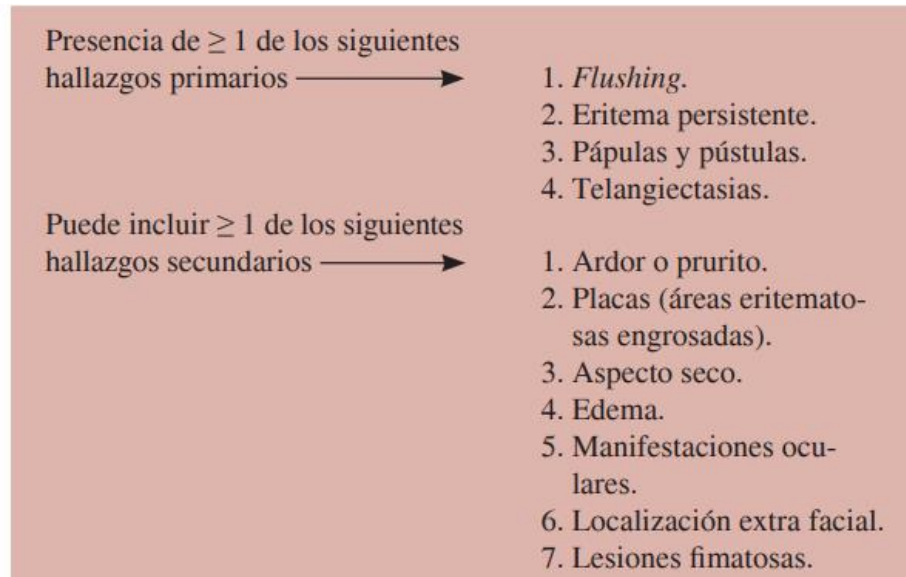 Presencia de ≥ 1 de los siguientes
hallazgos primarios
1. Flushing.
2. Eritema persistente.
3. Pápulas y pústulas.
4. Telangiectasias.
Puede incluir ≥ 1 de los siguientes
hallazgos secundarios
1. Ardor o prurito.
2. Placas (áreas eritemato-
sas engrosadas).
3. Aspecto seco.
4. Edema.
5. Manifestaciones ocu-
lares.
6. Localización extra facial.
7. Lesiones fimatosas.